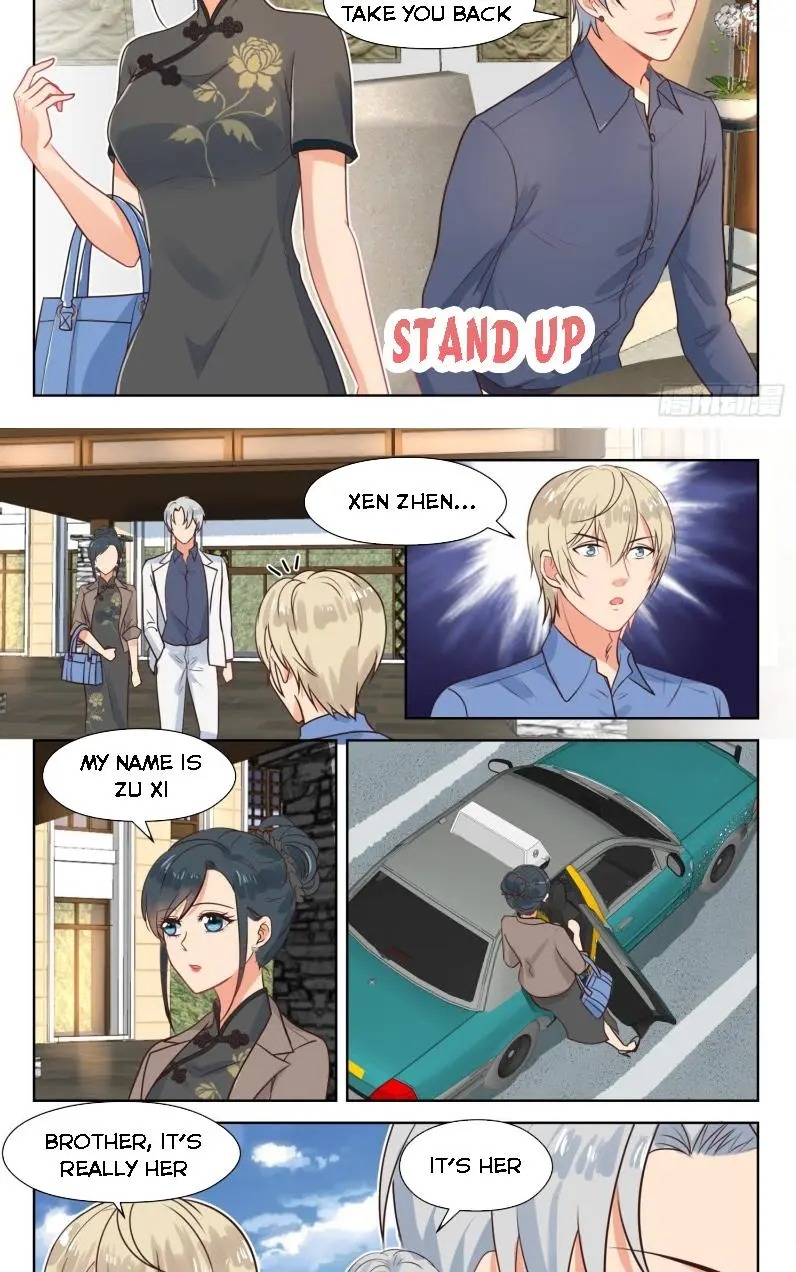 TAKE YOU BACK
STAND UP
XEN ZHEN...
MY NAME IS
ZU XI
BROTHER, IT'S
REALLY HER
IT'S HER